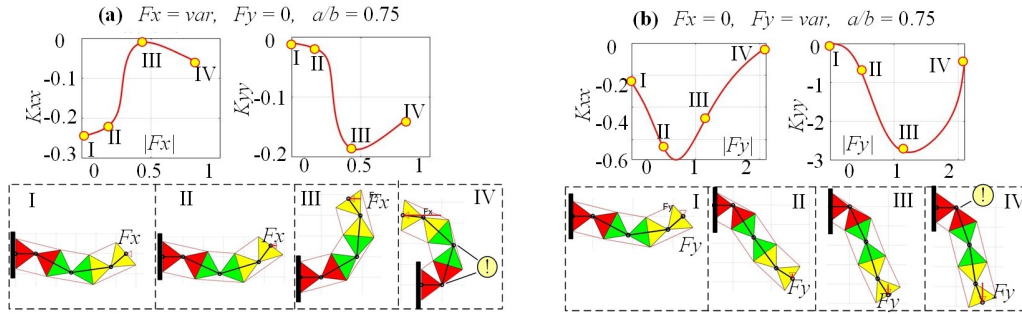 (a) Fx = var, Fy = 0, a/b = 0.75
Kxx
0
-0.1
-0.2
-0.3
I
II
III
IV
|Fx|
0 0.5 1
Kyy
0
-0.1
-0.2
I
II
III
IV
0 0.5 1
I
Fx
II
Fx
III
Fx
IV
Fx
!
(b) Fx = 0, Fy = var, a/b = 0.75
Kxx
0
-0.2
-0.4
-0.6
I
II
III
IV
|Fy|
0 1 2
Kyy
0
-1
-2
-3
I
II
III
IV
|Fy|
0 1 2
I
Fy
Fy
II
Fy
III
Fy
IV
Fy
!